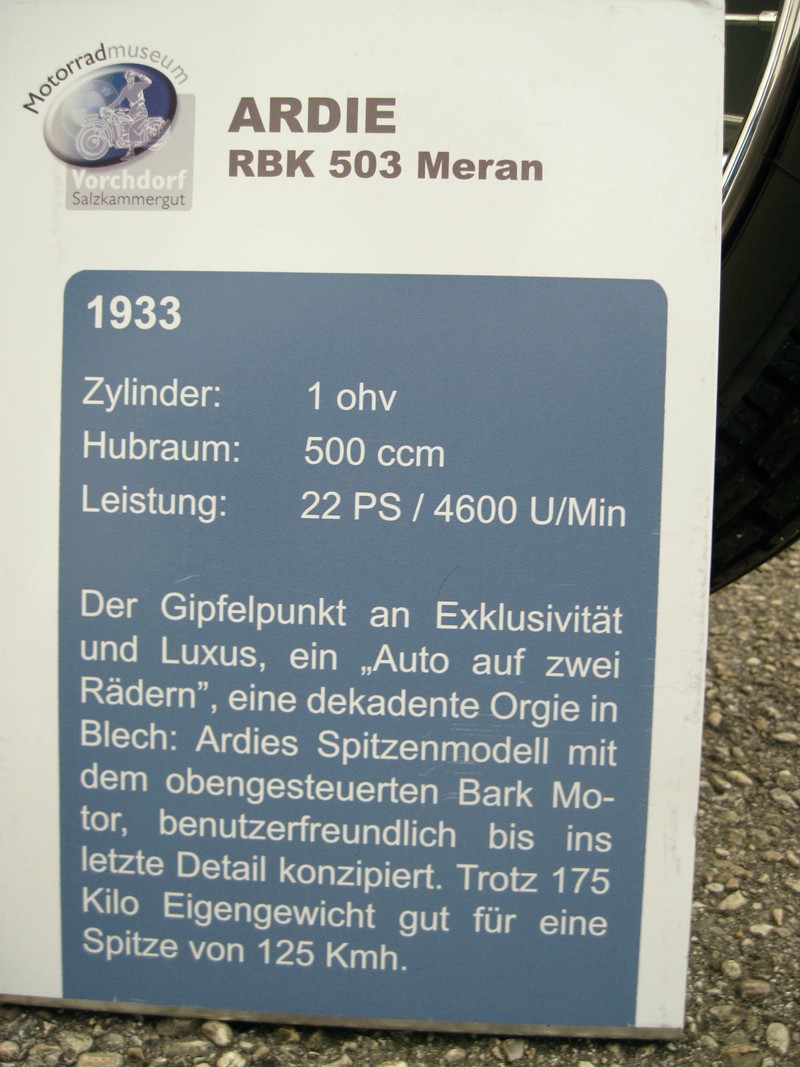 Motorradmuseum
Vorchdorf
Salzkammergut
ARDIE
RBK 503 Meran
1933
Zylinder: 1 ohv
Hubraum: 500 ccm
Leistung: 22 PS / 4600 U/Min
Der Gipfelpunkt an Exklusivität
und Luxus, ein „Auto auf zwei
Rädern”, eine dekadente Orgie in
Blech: Ardies Spitzenmodell mit
dem obengesteuerten Bark Mo-
tor, benutzerfreundlich bis ins
letzte Detail konzipiert. Trotz 175
Kilo Eigengewicht gut für eine
Spitze von 125 Kmh.